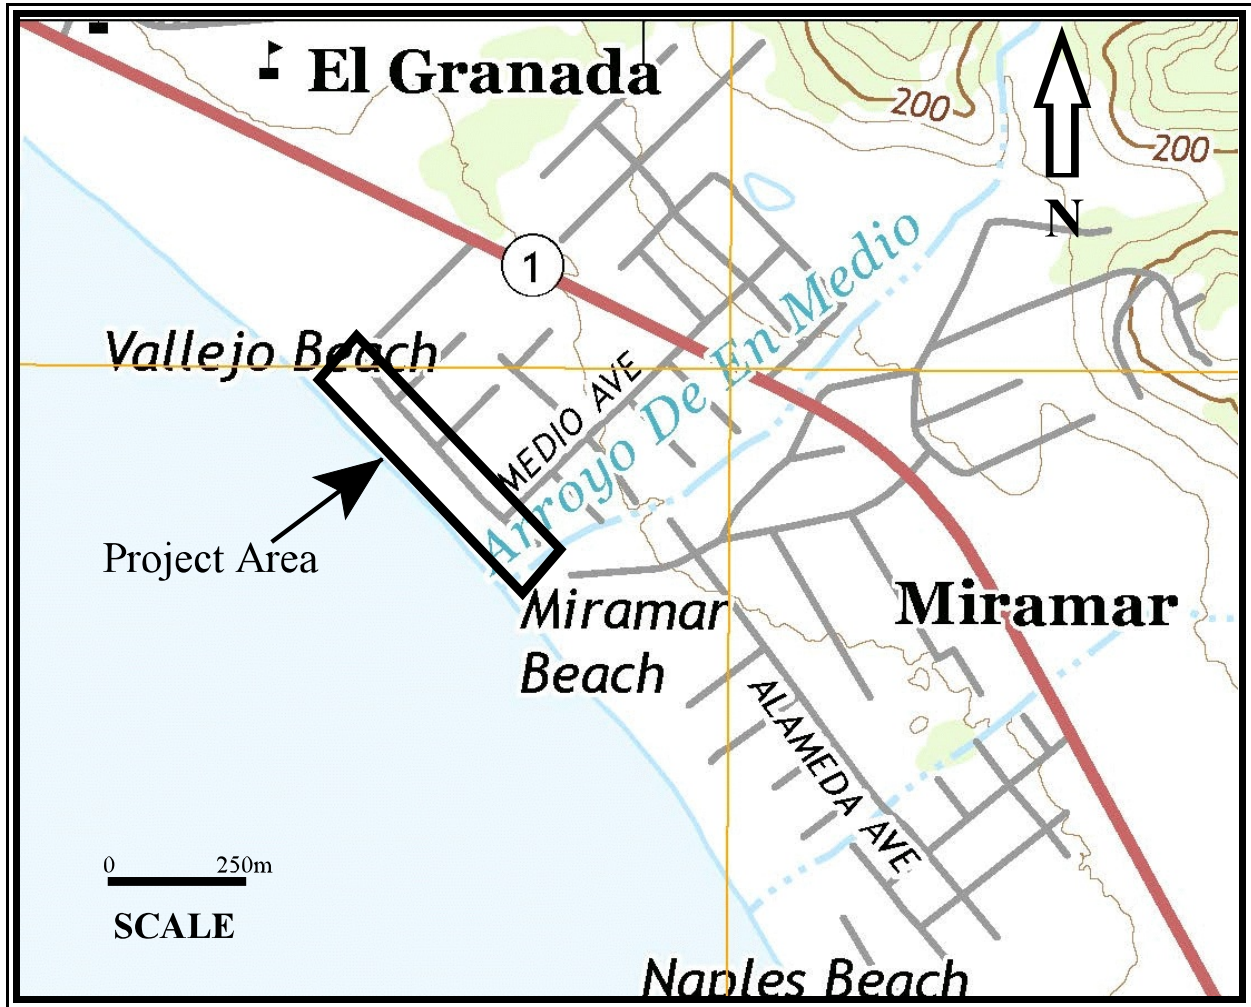 El Granada
200
200
N
1
Arroyo De En Medio
Vallejo Beach
MEDIO AVE
Project Area
Miramar
Beach
Miramar
ALAMEDA AVE
0 250m
SCALE
Naples Beach